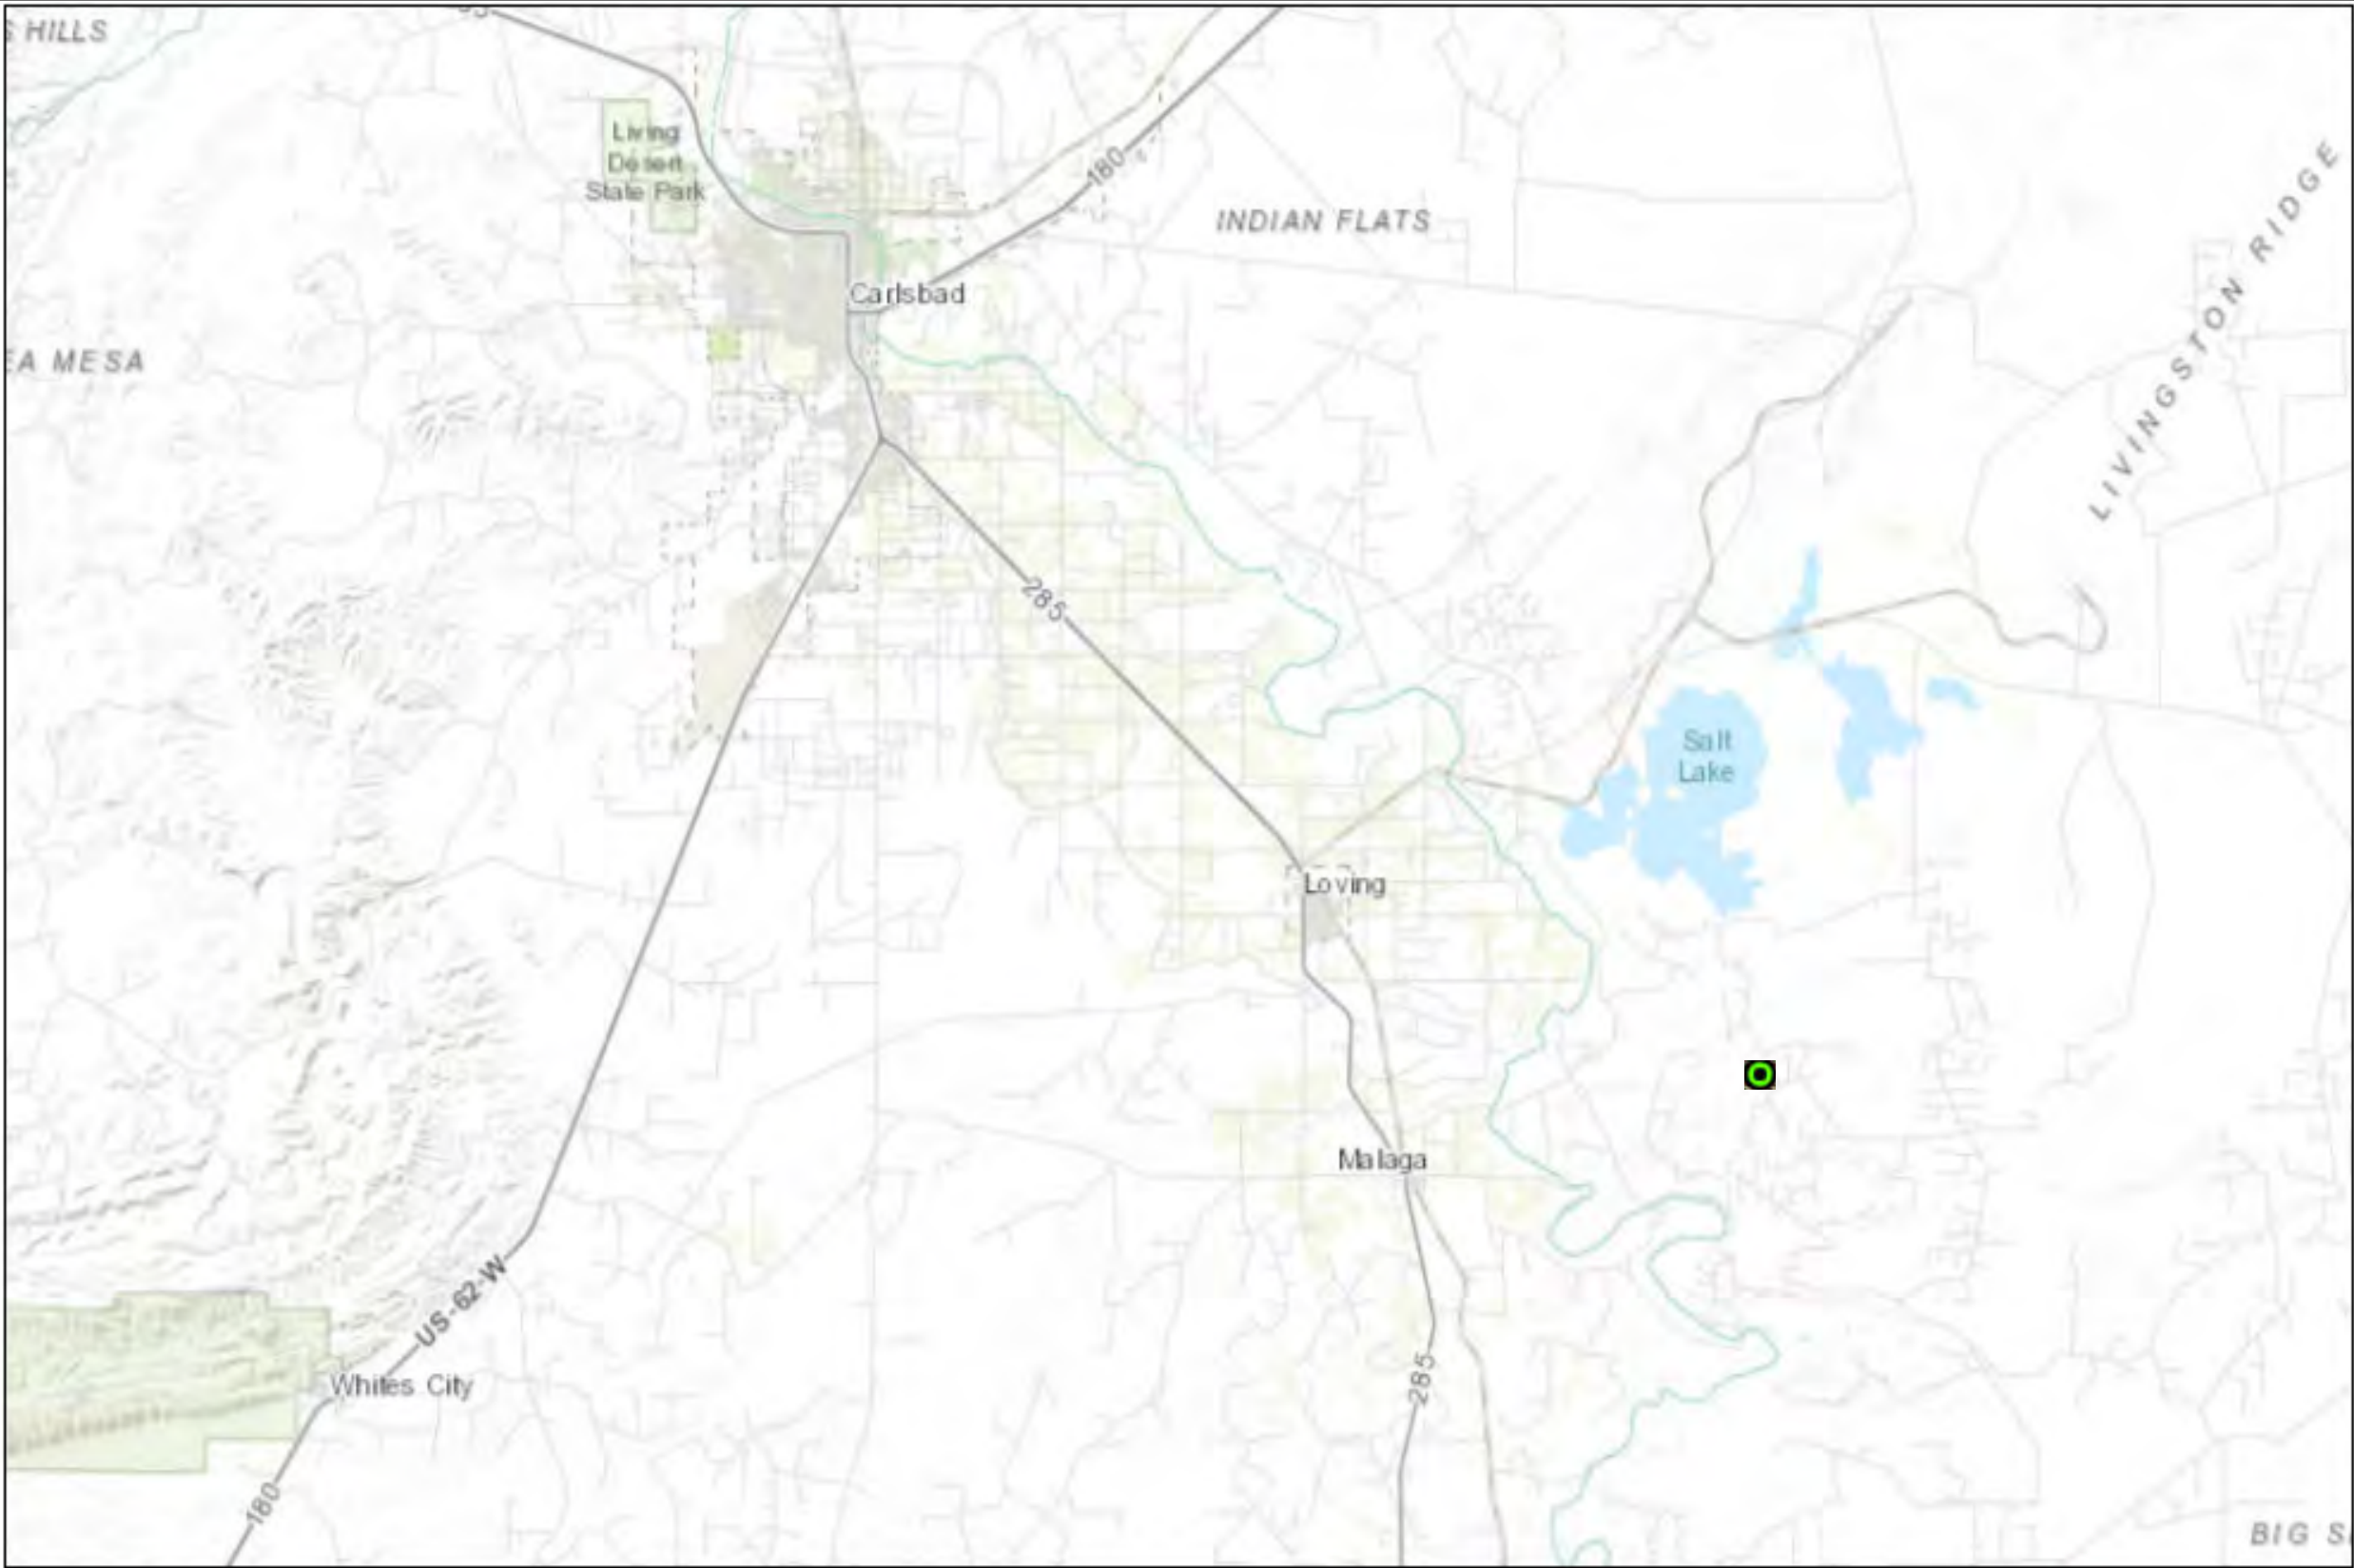 S HILLS
Living
Desert
State Park
180
INDIAN FLATS
LIVINGSTON RIDGE
Carlsbad
EA MESA
285
Salt
Lake
Loving
Malaga
US-62-W
Whites City
285
180
BIG S